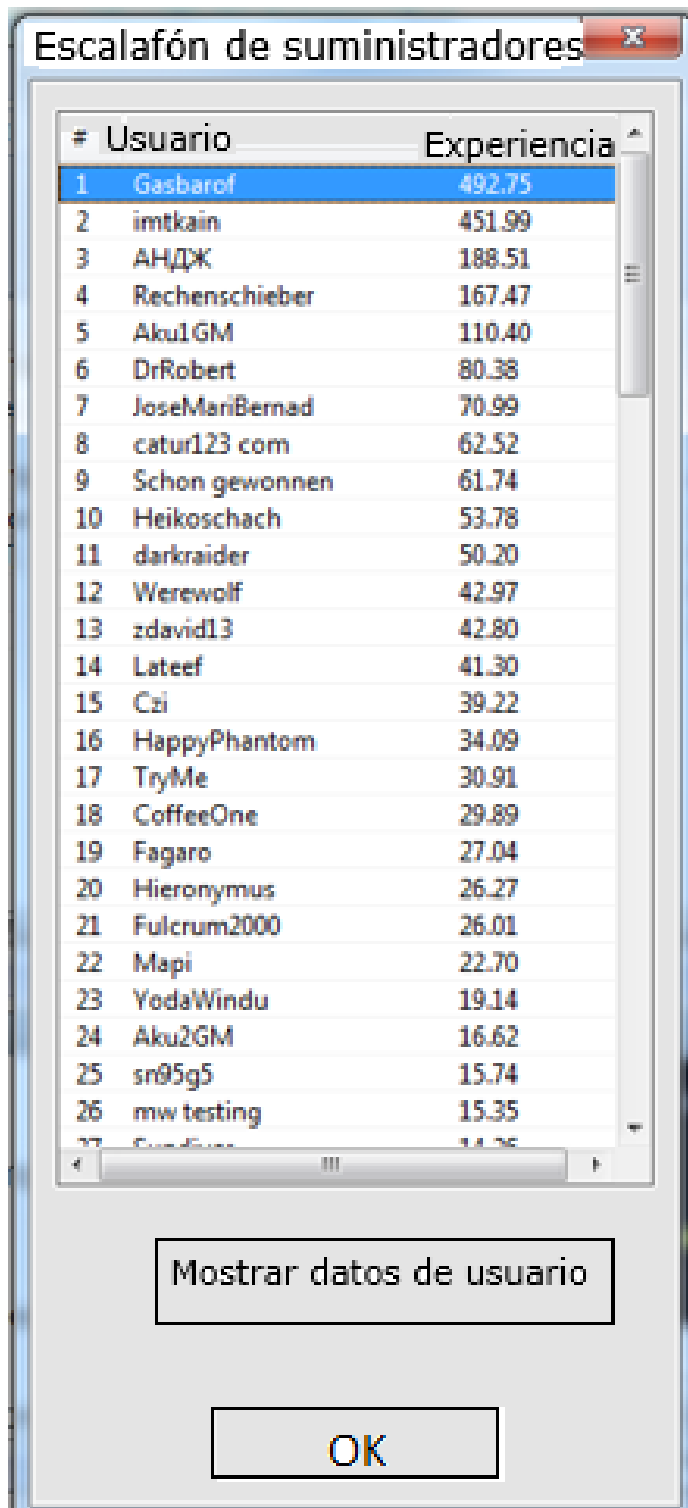 Escalafón de suministradores
# Usuario Experiencia
1 Gasbarof 492.75
2 imtkain 451.99
3 АНДЖ 188.51
4 Rechenschieber 167.47
5 Aku1GM 110.40
6 DrRobert 80.38
7 JoseMariBernad 70.99
8 catur123 com 62.52
9 Schon gewonnen 61.74
10 Heikoschach 53.78
11 darkraider 50.20
12 Werewolf 42.97
13 zdavid13 42.80
14 Lateef 41.30
15 Czi 39.22
16 HappyPhantom 34.09
17 TryMe 30.91
18 CoffeeOne 29.89
19 Fagaro 27.04
20 Hieronymus 26.27
21 Fulcrum2000 26.01
22 Mapi 22.70
23 YodaWindu 19.14
24 Aku2GM 16.62
25 sn95g5 15.74
26 mw testing 15.35
27
Mostrar datos de usuario
OK